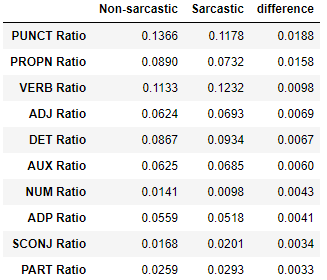 Non-sarcastic Sarcastic difference
PUNCT Ratio 0.1366 0.1178 0.0188
PROPN Ratio 0.0890 0.0732 0.0158
VERB Ratio 0.1133 0.1232 0.0098
ADJ Ratio 0.0624 0.0693 0.0069
DET Ratio 0.0867 0.0934 0.0067
AUX Ratio 0.0625 0.0685 0.0060
NUM Ratio 0.0141 0.0098 0.0043
ADP Ratio 0.0559 0.0518 0.0041
SCONJ Ratio 0.0168 0.0201 0.0034
PART Ratio 0.0259 0.0293 0.0033